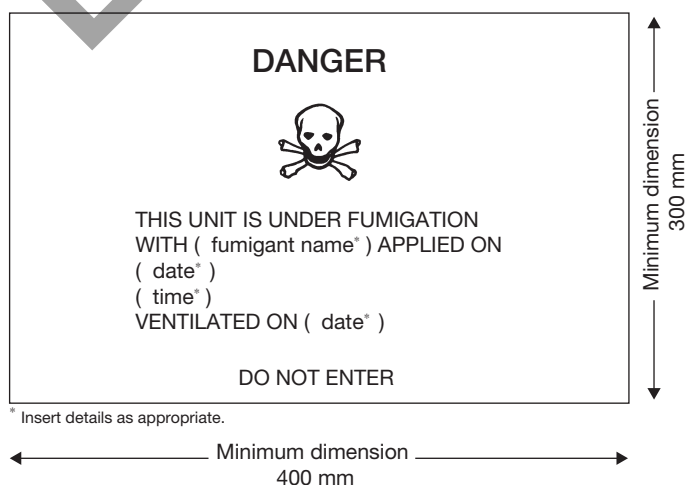 DANGER
THIS UNIT IS UNDER FUMIGATION
WITH ( fumigant name* ) APPLIED ON
( date* )
( time* )
VENTILATED ON ( date* )
DO NOT ENTER
* Insert details as appropriate.
Minimum dimension
400 mm
Minimum dimension
300 mm